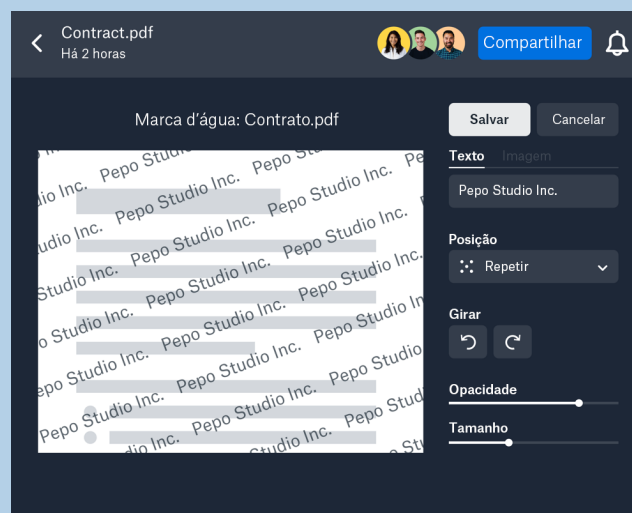 Contract.pdf
Há 2 horas
Compartilhar
Marca d’água: Contrato.pdf
Salvar
Cancelar
Texto
Imagem
Pepo Studio Inc.
Posição
Repetir
Girar
Opacidade
Tamanho
Pepo Studio Inc.
Pepo Studio Inc.
Pepo Studio Inc.
Pepo Studio Inc.
Pepo Studio Inc.
Pepo Studio Inc.
Pepo Studio Inc.
Pepo Studio Inc.
Pepo Studio Inc.
Pepo Studio Inc.
Pepo Studio Inc.
Pepo Studio Inc.
Pepo Studio Inc.